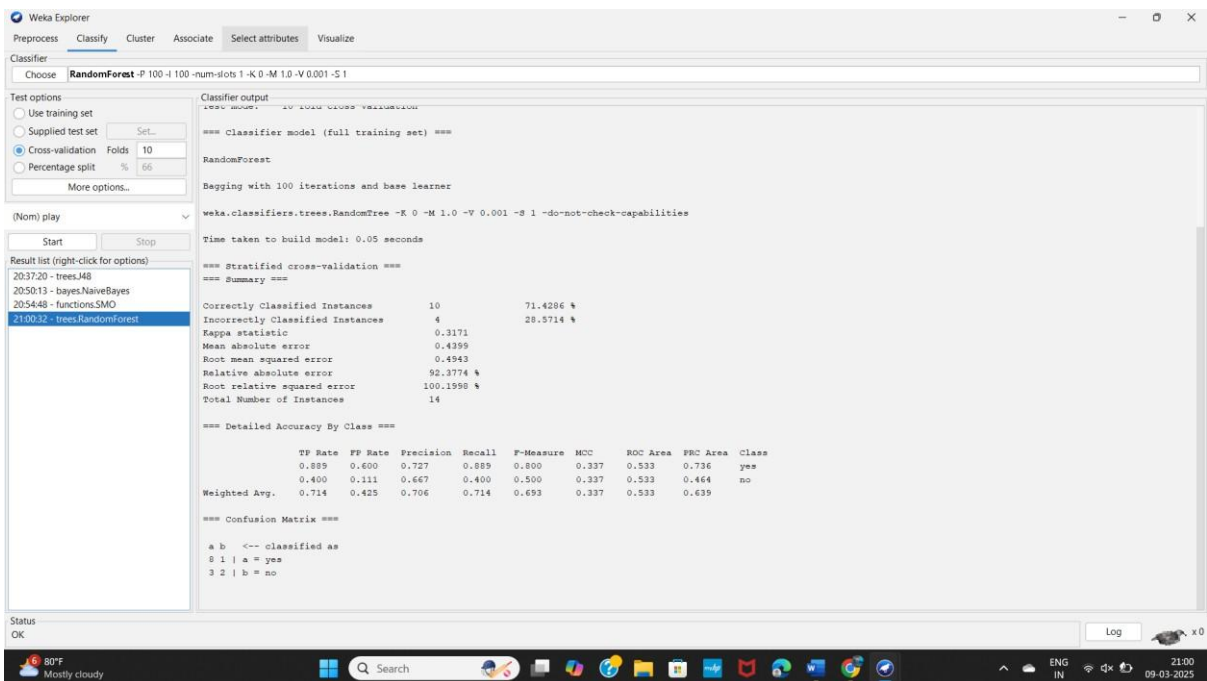 Weka Explorer
Preprocess Classify Cluster Associate Select attributes Visualize
Classifier
Choose RandomForest -P 100 -I 100 -num-slots 1 -K 0 -M 1.0 -V 0.001 -S 1
Test options
Use training set
Supplied test set Set...
Cross-validation Folds 10
Percentage split % 66
More options...
(Nom) play
Start Stop
Result list (right-click for options)
20:37:20 - trees.J48
20:50:13 - bayes.NaiveBayes
20:54:48 - functions.SMO
21:00:32 - trees.RandomForest
Classifier output
Test mode: 10-fold cross-validation
=== Classifier model (full training set) ===
RandomForest
Bagging with 100 iterations and base learner
weka.classifiers.trees.RandomTree -K 0 -M 1.0 -V 0.001 -S 1 -do-not-check-capabilities
Time taken to build model: 0.05 seconds
=== Stratified cross-validation ===
=== Summary ===
Correctly Classified Instances 10 71.4286 %
Incorrectly Classified Instances 4 28.5714 %
Kappa statistic 0.3171
Mean absolute error 0.4399
Root mean squared error 0.4943
Relative absolute error 92.3774 %
Root relative squared error 100.1998 %
Total Number of Instances 14
=== Detailed Accuracy By Class ===
TP Rate FP Rate Precision Recall F-Measure MCC ROC Area PRC Area Class
0.889 0.600 0.727 0.889 0.800 0.337 0.533 0.736 yes
0.400 0.111 0.667 0.400 0.500 0.337 0.533 0.464 no
Weighted Avg. 0.714 0.425 0.706 0.714 0.693 0.337 0.533 0.639
=== Confusion Matrix ===
a b <-- classified as
8 1 | a = yes
3 2 | b = no
Status
OK
Log x 0
6
80°F
Mostly cloudy
Search
ENG
IN
21:00
09-03-2025